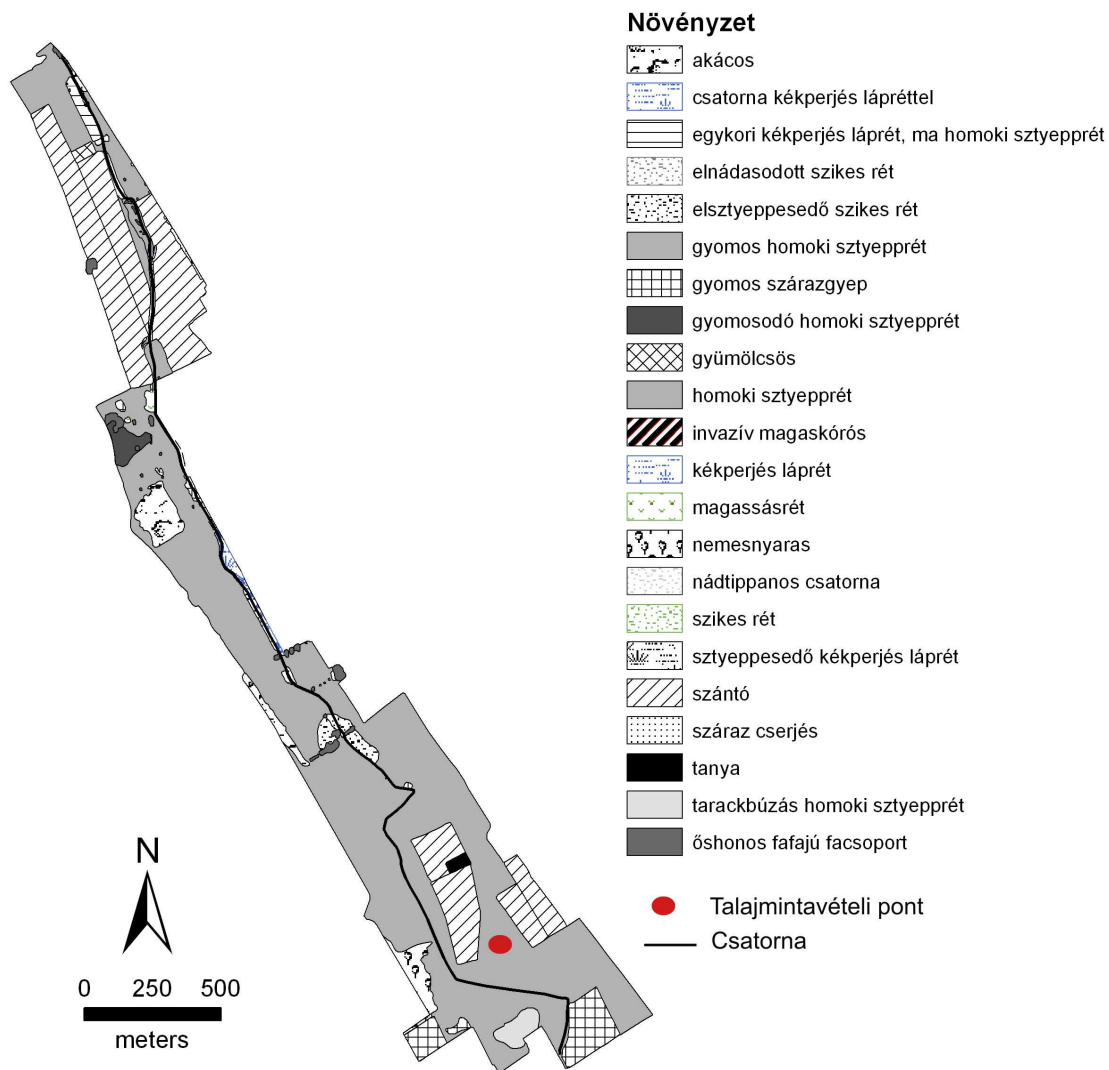 Növényzet
akácos
csatorna kékperjés lápréttel
egykori kékperjés láprét, ma homoki sztyepprét
elnádasodott szikes rét
elsztyeppesedő szikes rét
gyomos homoki sztyepprét
gyomos szárazgyep
gyomosodó homoki sztyepprét
gyümölcsös
homoki sztyepprét
invazív magaskórós
kékperjés láprét
magassásrét
nemesnyaras
nádtippanos csatorna
szikes rét
sztyeppesedő kékperjés láprét
szántó
száraz cserjés
tanya
tarackbúzás homoki sztyepprét
őshonos fafajú facsoport
Talajmintavételi pont
Csatorna
N
0 250 500
meters